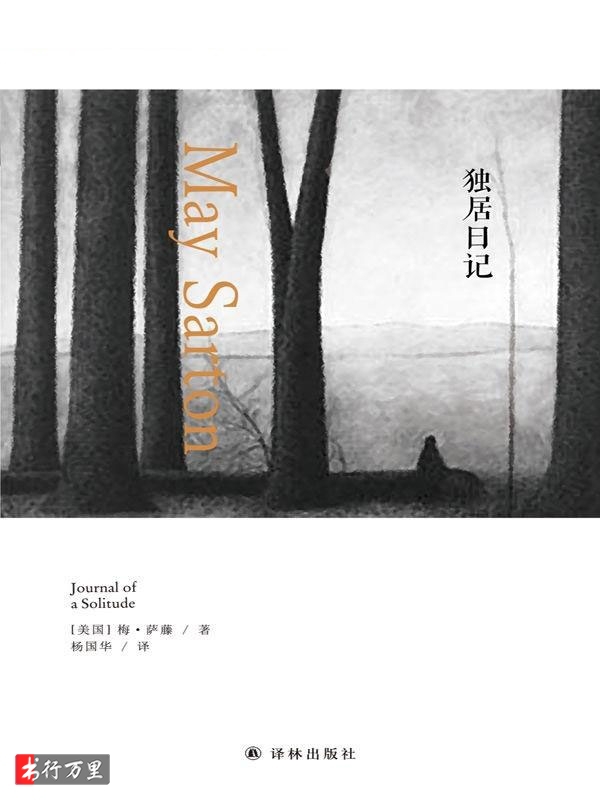 May Sarton
独居日记
Journal of
a Solitude
[美国] 梅·萨藤 / 著
杨国华 / 译
译林出版社
书行万里